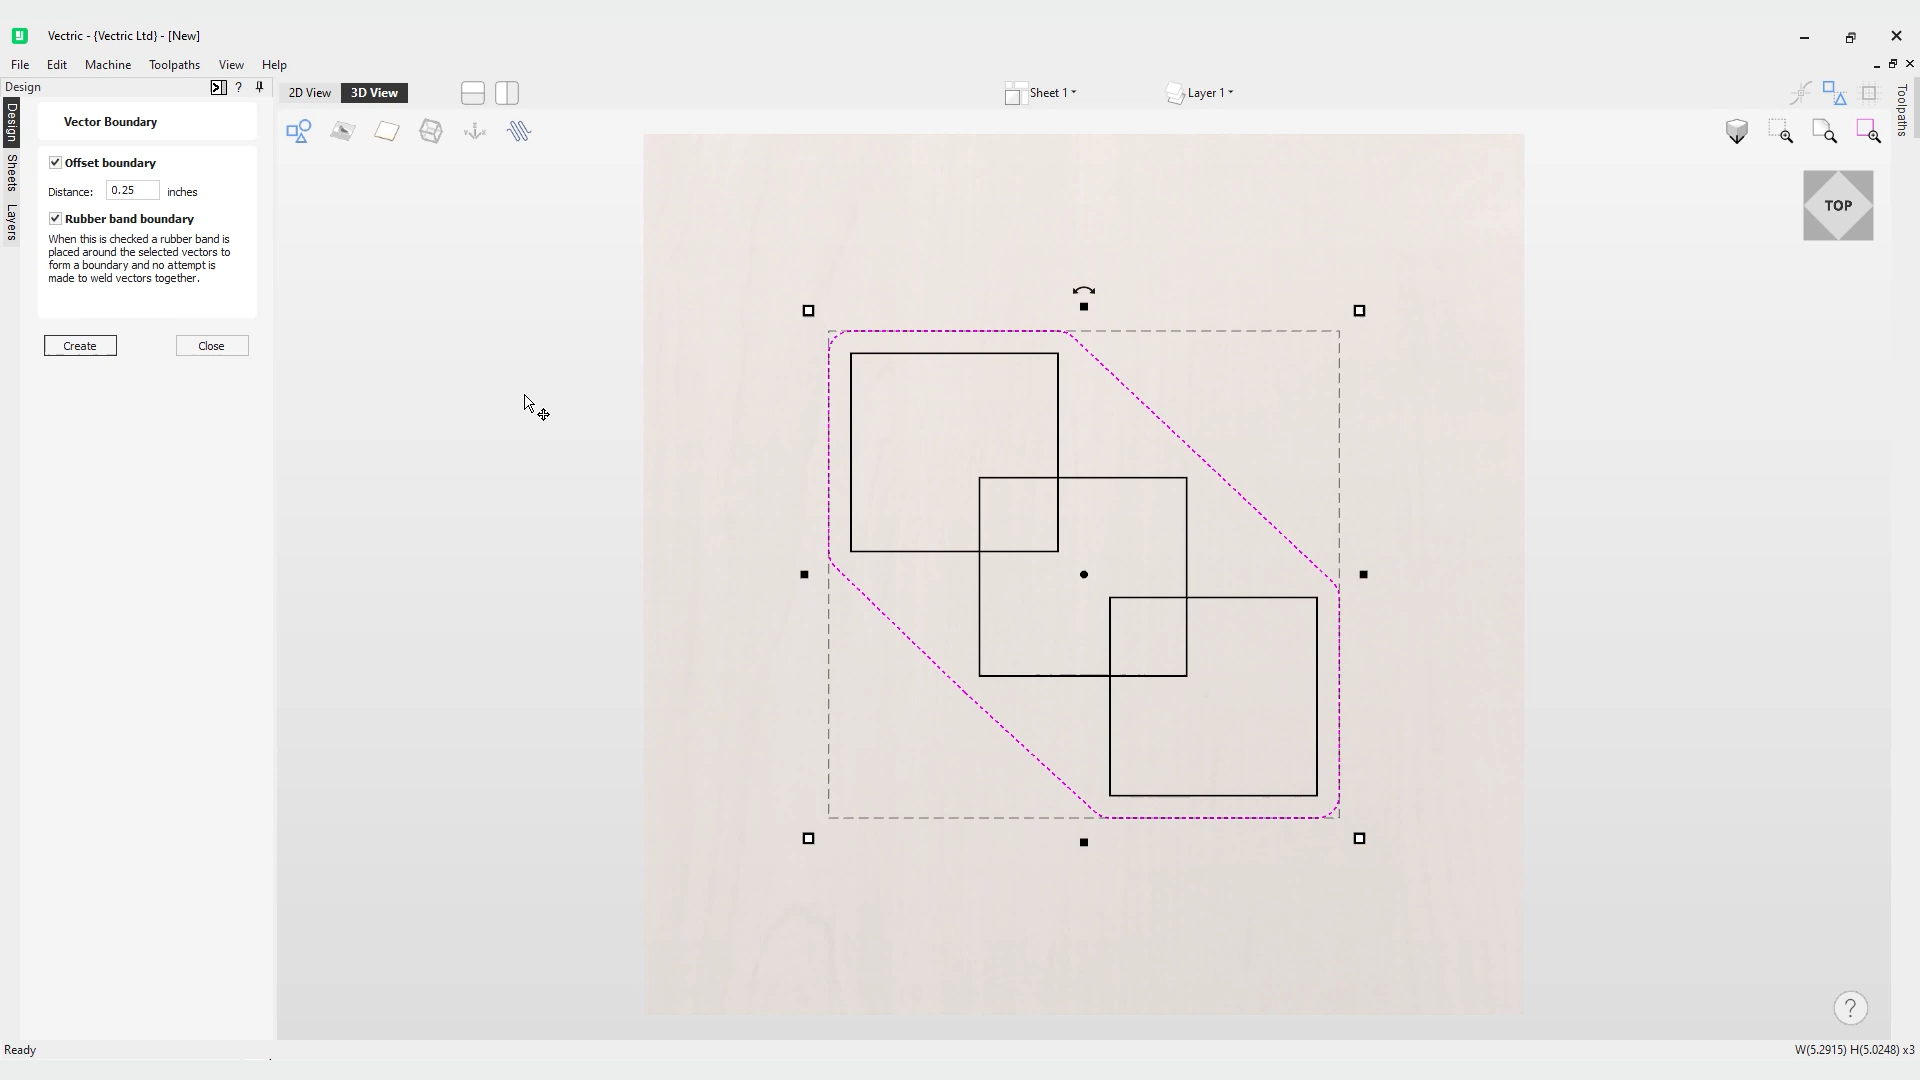 Vectric - {Vectric Ltd} - [New]
File Edit Machine Toolpaths View Help
Design ?
2D View 3D View Sheet 1 Layer 1
Design
Sheets
Layers
Toolpaths
Vector Boundary
Offset boundary
Distance: 0.25 inches
Rubber band boundary
When this is checked a rubber band is
placed around the selected vectors to
form a boundary and no attempt is
made to weld vectors together.
Create Close
TOP
?
Ready
W(5.2915) H(5.0248) x3